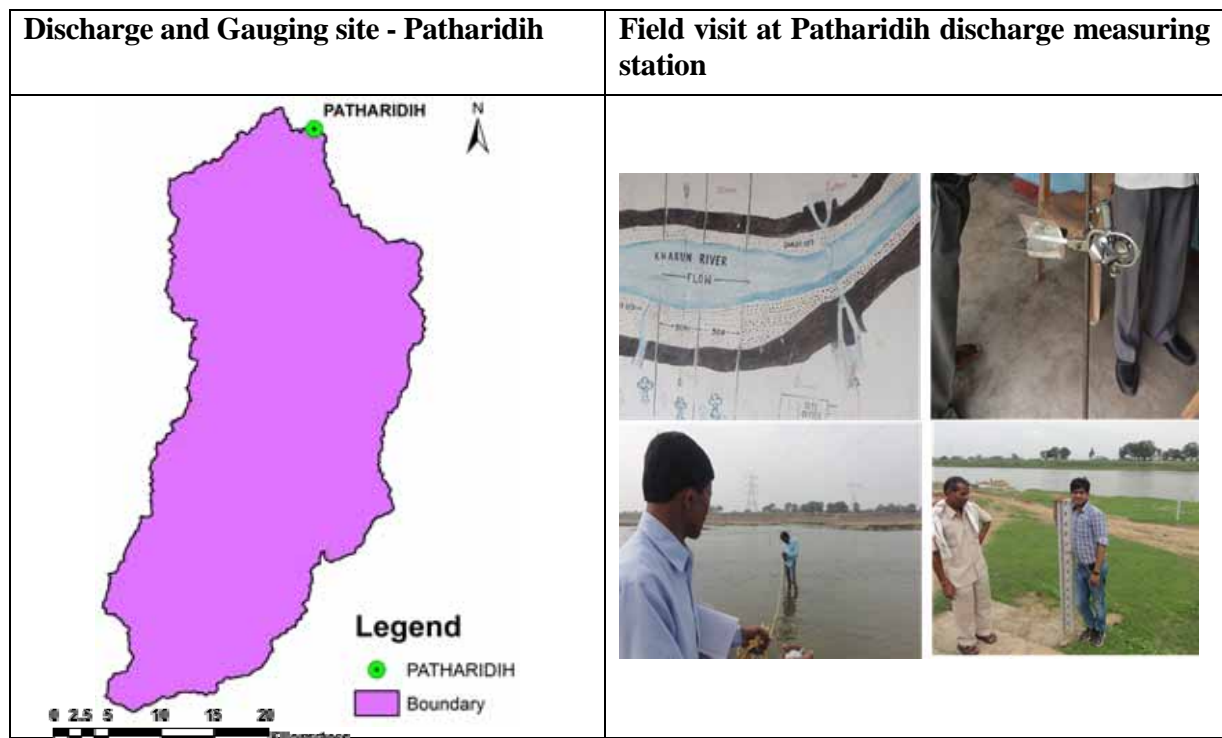 Discharge and Gauging site - Patharidih
Field visit at Patharidih discharge measuring
station
PATHARIDIH
N
Legend
PATHARIDIH
Boundary
0 2.5 5 10 15 20
Kilometers
KHARUN RIVER
FLOW